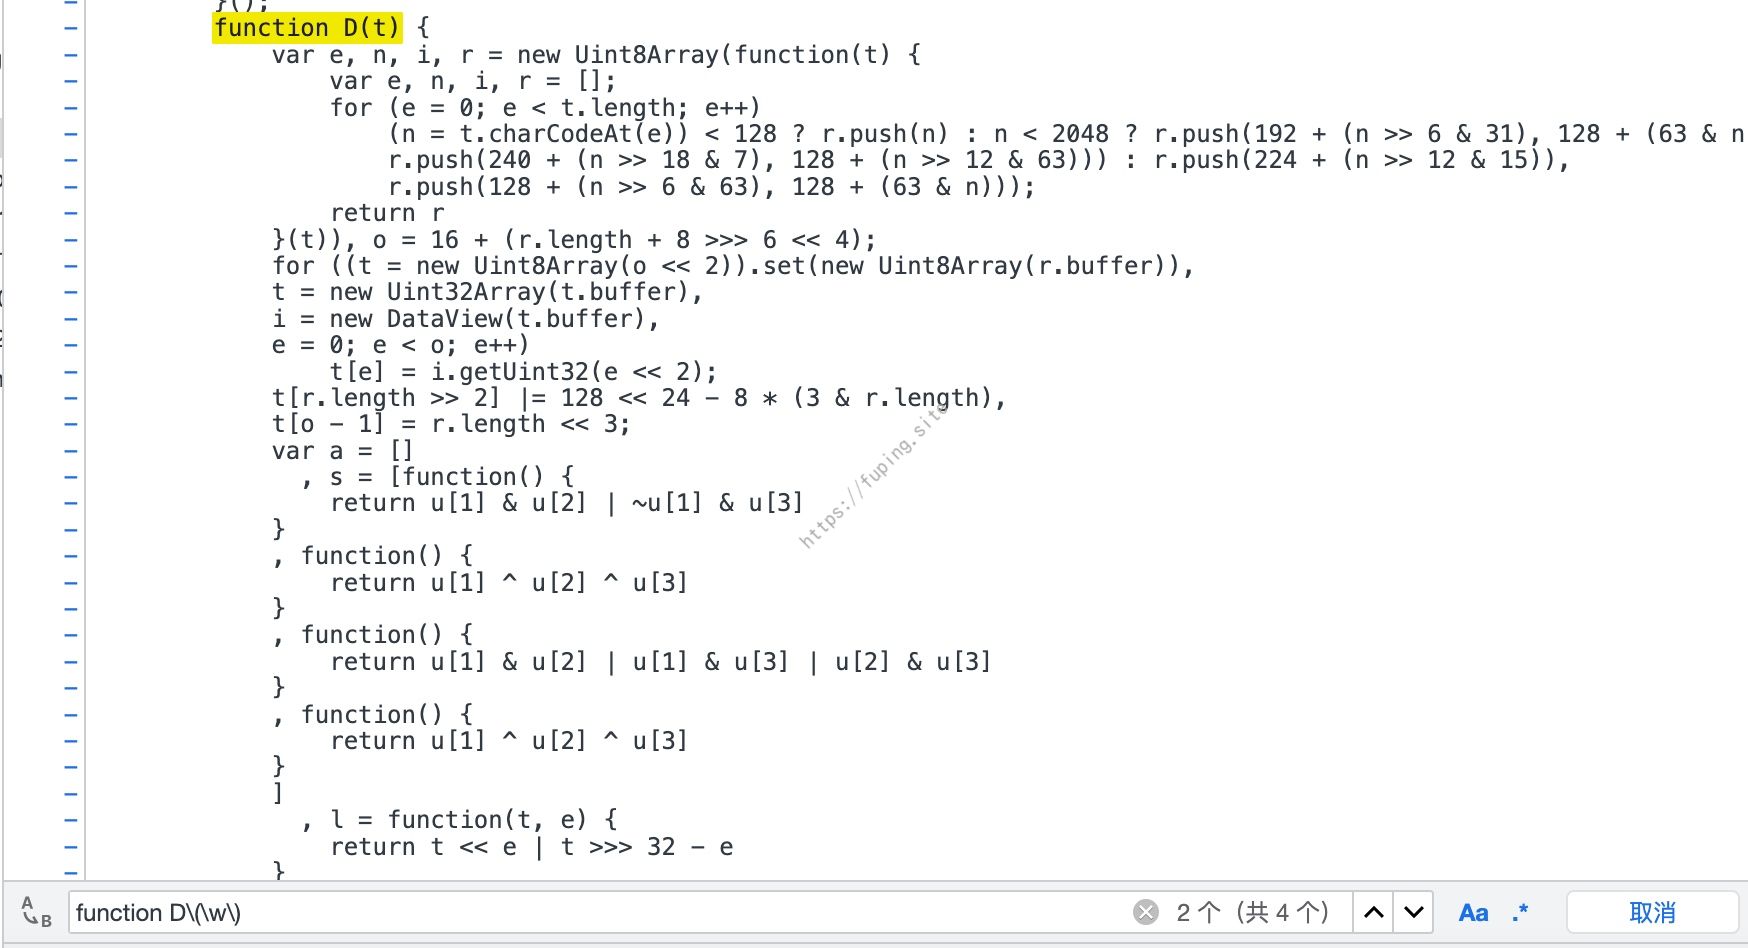 }();
function D(t) {
var e, n, i, r = new Uint8Array(function(t) {
var e, n, i, r = [];
for (e = 0; e < t.length; e++)
(n = t.charCodeAt(e)) < 128 ? r.push(n) : n < 2048 ? r.push(192 + (n >> 6 & 31), 128 + (63 & n
r.push(240 + (n >> 18 & 7), 128 + (n >> 12 & 63))) : r.push(224 + (n >> 12 & 15)),
r.push(128 + (n >> 6 & 63), 128 + (63 & n)));
return r
}(t)), o = 16 + (r.length + 8 >>> 6 << 4);
for ((t = new Uint8Array(o << 2)).set(new Uint8Array(r.buffer)),
t = new Uint32Array(t.buffer),
i = new DataView(t.buffer),
e = 0; e < o; e++)
t[e] = i.getUint32(e << 2);
t[r.length >> 2] |= 128 << 24 - 8 * (3 & r.length),
t[o - 1] = r.length << 3;
var a = []
, s = [function() {
return u[1] & u[2] | ~u[1] & u[3]
}
, function() {
return u[1] ^ u[2] ^ u[3]
}
, function() {
return u[1] & u[2] | u[1] & u[3] | u[2] & u[3]
}
, function() {
return u[1] ^ u[2] ^ u[3]
}
]
, l = function(t, e) {
return t << e | t >>> 32 - e
}
https://fuping.site
function D\(\w\)
2 个（共 4 个）
Aa .*
取消